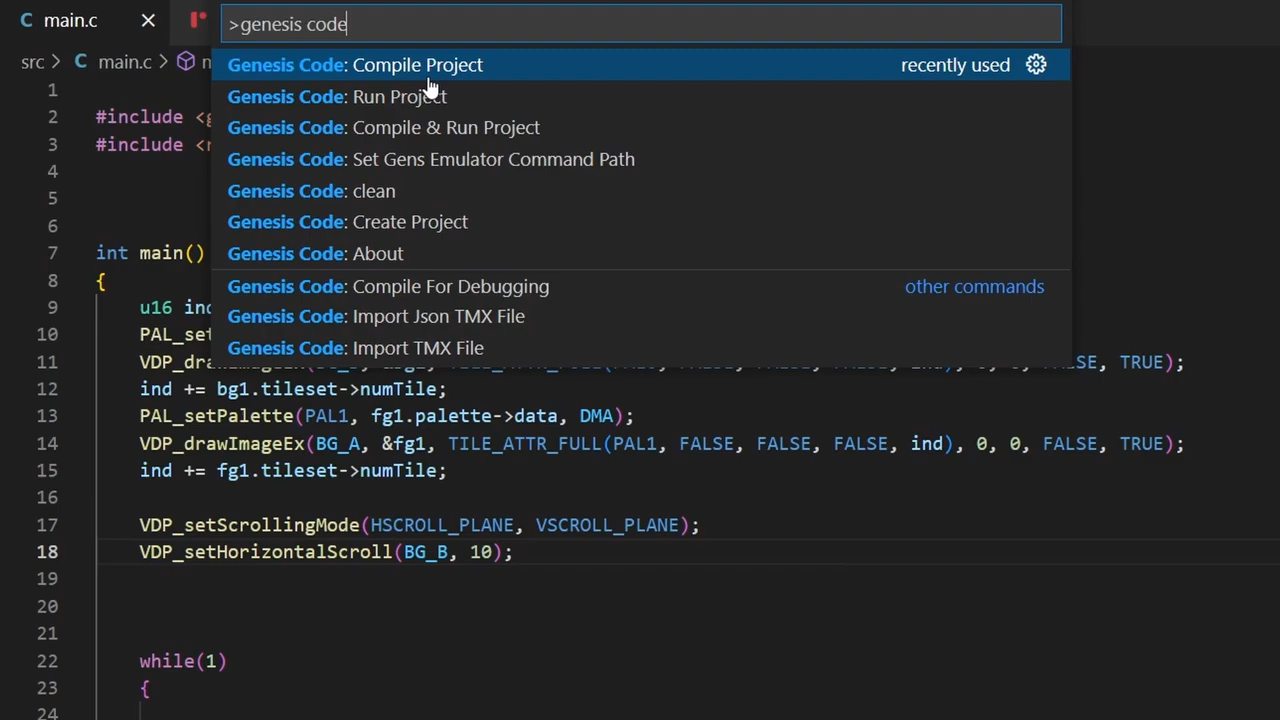 C main.c
>genesis code
src > C main.c >
Genesis Code: Compile Project recently used
Genesis Code: Run Project
Genesis Code: Compile & Run Project
Genesis Code: Set Gens Emulator Command Path
Genesis Code: clean
Genesis Code: Create Project
Genesis Code: About
Genesis Code: Compile For Debugging other commands
Genesis Code: Import Json TMX File
Genesis Code: Import TMX File
1
2 #include <g
3 #include <r
4
5
6
7 int main()
8 {
9 u16 ind
10 PAL_set
11 TRUE);
12 ind += bg1.tileset->numTile;
13 PAL_setPalette(PAL1, fg1.palette->data, DMA);
14 VDP_drawImageEx(BG_A, &fg1, TILE_ATTR_FULL(PAL1, FALSE, FALSE, FALSE, ind), 0, 0, FALSE, TRUE);
15 ind += fg1.tileset->numTile;
16
17 VDP_setScrollingMode(HSCROLL_PLANE, VSCROLL_PLANE);
18 VDP_setHorizontalScroll(BG_B, 10);
19
20
21
22 while(1)
23 {
24